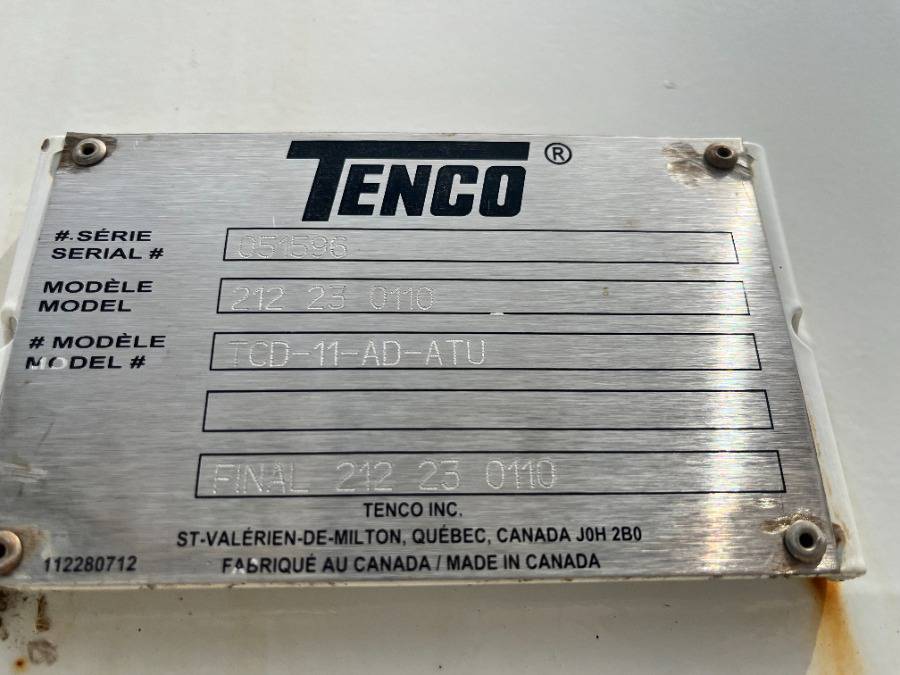 TENCO ®
#. SÉRIE
SERIAL # 051596
MODÈLE
MODEL 212 23 0110
# MODÈLE
MODEL # TCD-11-AD-ATU
FINAL 212 23 0110
TENCO INC.
ST-VALÉRIEN-DE-MILTON, QUÉBEC, CANADA J0H 2B0
112280712 FABRIQUÉ AU CANADA / MADE IN CANADA